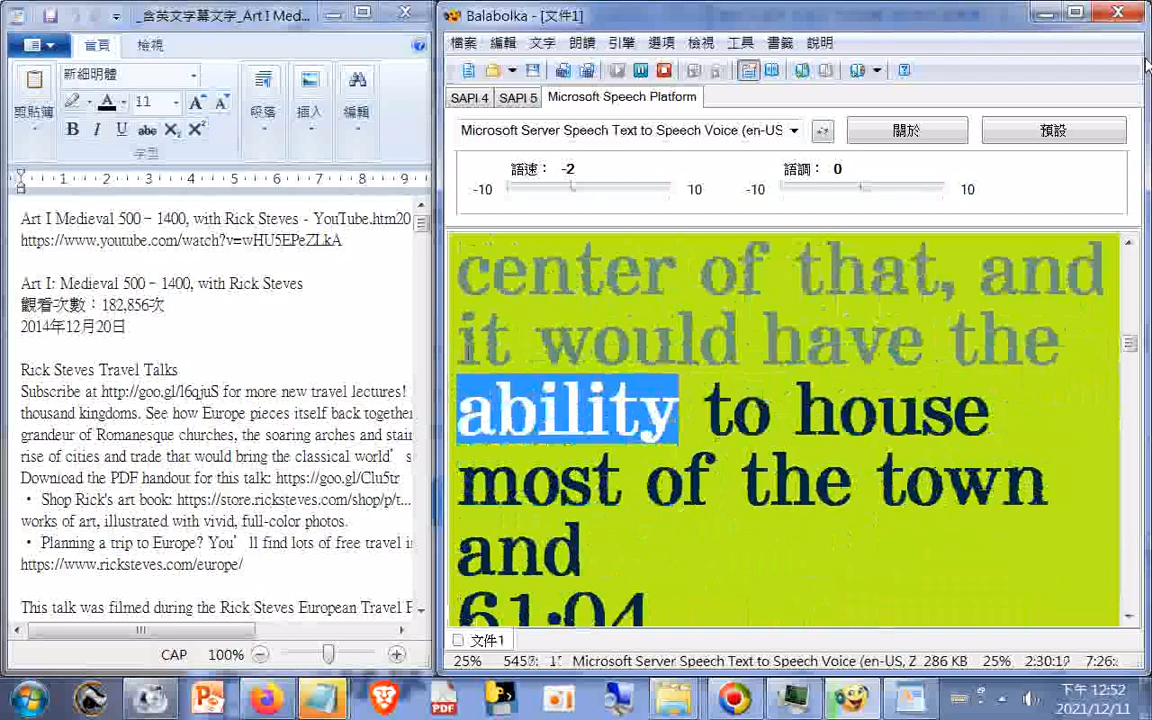 _含英文字幕文字_Art I Med...
首頁
檢視
剪貼簿
新細明體
11
B I U abc X₂ X²
字型
段落
插入
編輯
1 2 3 4 5 6 7 8 9
Art I Medieval 500 – 1400, with Rick Steves - YouTube.htm20
https://www.youtube.com/watch?v=wHU5EPeZLkA
Art I: Medieval 500 – 1400, with Rick Steves
觀看次數：182,856次
2014年12月20日
Rick Steves Travel Talks
Subscribe at http://goo.gl/l6qjuS for more new travel lectures!
thousand kingdoms. See how Europe pieces itself back together
grandeur of Romanesque churches, the soaring arches and stain
rise of cities and trade that would bring the classical world’s
Download the PDF handout for this talk: https://goo.gl/Clu5tr
• Shop Rick's art book: https://store.ricksteves.com/shop/p/t...
works of art, illustrated with vivid, full-color photos.
• Planning a trip to Europe? You’ll find lots of free travel i
https://www.ricksteves.com/europe/
This talk was filmed during the Rick Steves European Travel F
CAP 100%
Balabolka - [文件1]
檔案 編輯 文字 朗讀 引擎 選項 檢視 工具 書籤 說明
SAPI 4 SAPI 5 Microsoft Speech Platform
Microsoft Server Speech Text to Speech Voice (en-US
關於
預設
語速： -2
語調： 0
-10 10 -10 10
center of that, and
it would have the
ability to house
most of the town
and
61:04
文件1
25% Microsoft Server Speech Text to Speech Voice (en-US, Z 286 KB 25%
PDF
下午 12:52
2021/12/11